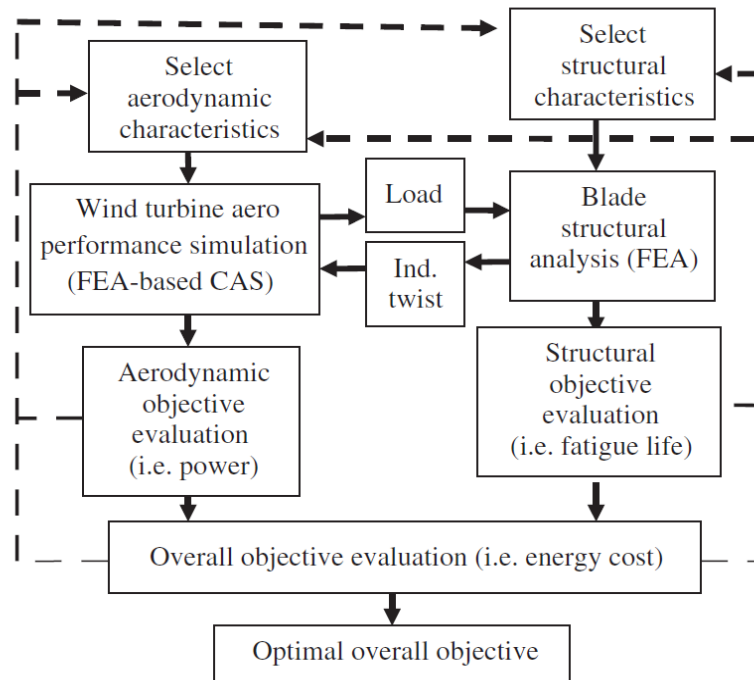 Select
aerodynamic
characteristics
Select
structural
characteristics
Wind turbine aero
performance simulation
(FEA-based CAS)
Load
Ind.
twist
Blade
structural
analysis (FEA)
Aerodynamic
objective
evaluation
(i.e. power)
Structural
objective
evaluation
(i.e. fatigue life)
Overall objective evaluation (i.e. energy cost)
Optimal overall objective